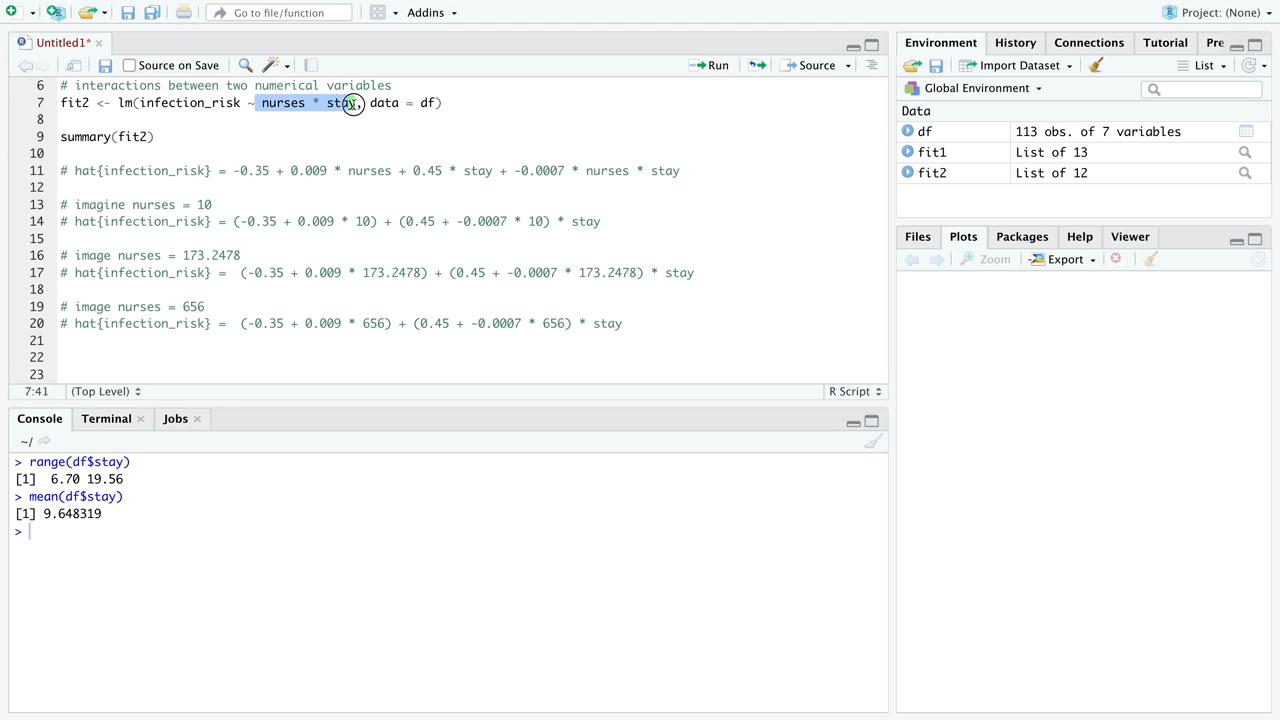 Go to file/function
Addins
Project: (None)
Untitled1*
Source on Save
Run
Source
6 # interactions between two numerical variables
7 fit2 <- lm(infection_risk ~ nurses * stay, data = df)
8
9 summary(fit2)
10
11 # hat{infection_risk} = -0.35 + 0.009 * nurses + 0.45 * stay + -0.0007 * nurses * stay
12
13 # imagine nurses = 10
14 # hat{infection_risk} = (-0.35 + 0.009 * 10) + (0.45 + -0.0007 * 10) * stay
15
16 # image nurses = 173.2478
17 # hat{infection_risk} =  (-0.35 + 0.009 * 173.2478) + (0.45 + -0.0007 * 173.2478) * stay
18
19 # image nurses = 656
20 # hat{infection_risk} =  (-0.35 + 0.009 * 656) + (0.45 + -0.0007 * 656) * stay
21
22
23
7:41 (Top Level) R Script
Console Terminal Jobs
~/
> range(df$stay)
[1]  6.70 19.56
> mean(df$stay)
[1] 9.648319
>
Environment History Connections Tutorial Pre
Import Dataset List
Global Environment
Data
df 113 obs. of 7 variables
fit1 List of 13
fit2 List of 12
Files Plots Packages Help Viewer
Zoom Export